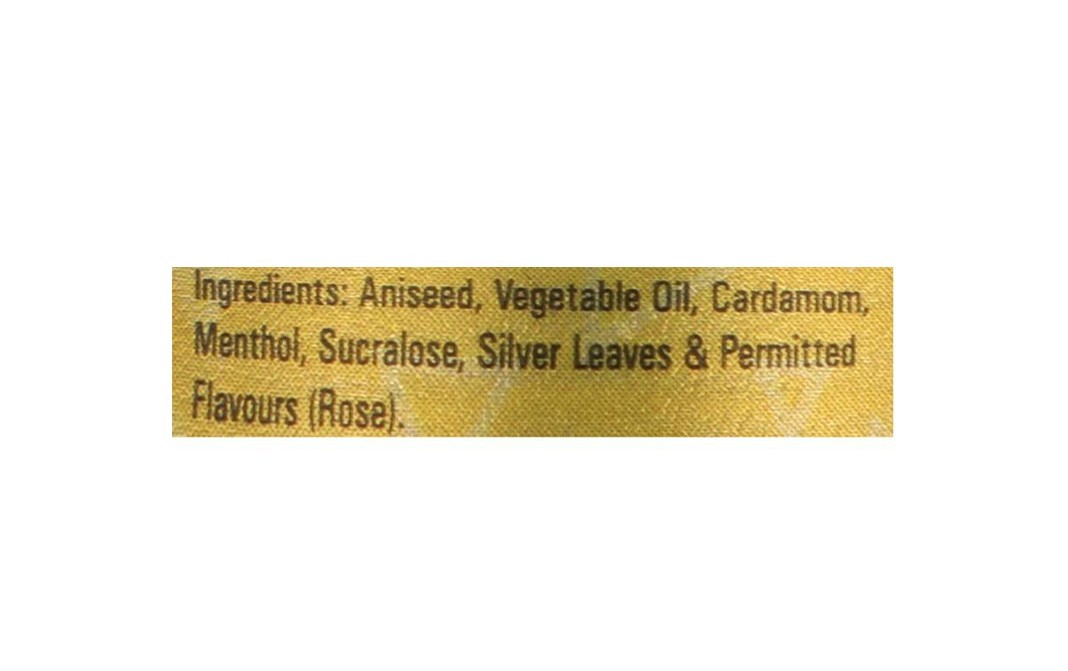 Ingredients: Aniseed, Vegetable Oil, Cardamom,
Menthol, Sucralose, Silver Leaves & Permitted
Flavours (Rose).